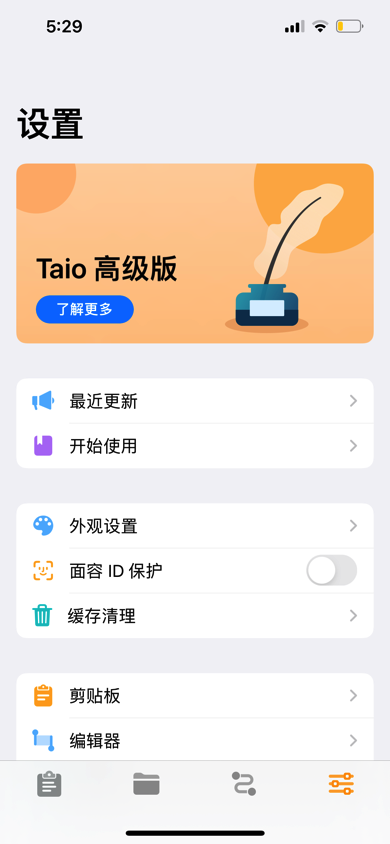 5:29
设置
Taio 高级版
了解更多
最近更新
开始使用
外观设置
面容 ID 保护
缓存清理
剪贴板
编辑器